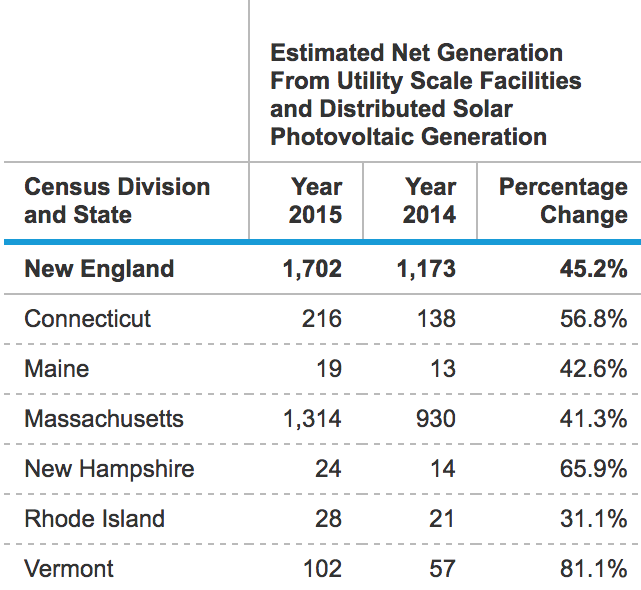 Estimated Net Generation
From Utility Scale Facilities
and Distributed Solar
Photovoltaic Generation
Census Division and State Year 2015 Year 2014 Percentage Change
New England 1,702 1,173 45.2%
Connecticut 216 138 56.8%
Maine 19 13 42.6%
Massachusetts 1,314 930 41.3%
New Hampshire 24 14 65.9%
Rhode Island 28 21 31.1%
Vermont 102 57 81.1%